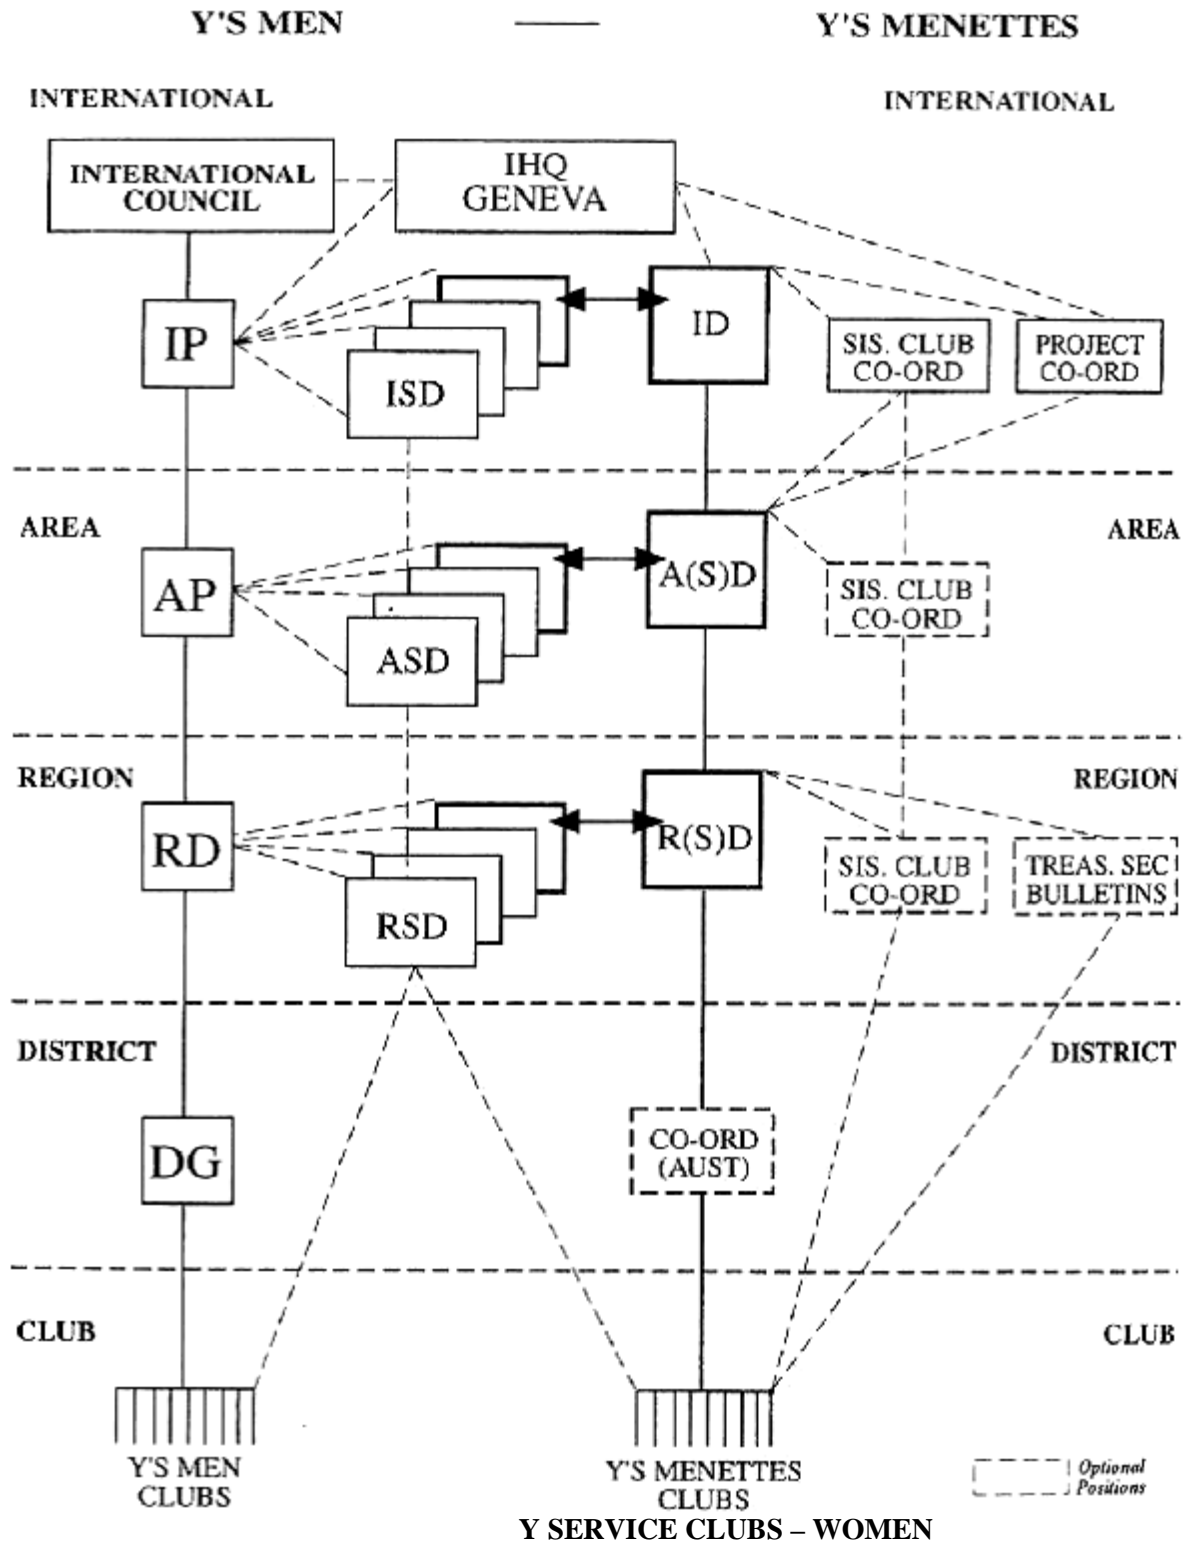 Y'S MEN
Y'S MENETTES
INTERNATIONAL
INTERNATIONAL
INTERNATIONAL
COUNCIL
IHQ
GENEVA
IP
ISD
ID
SIS. CLUB
CO-ORD
PROJECT
CO-ORD
AREA
AREA
AP
ASD
A(S)D
SIS. CLUB
CO-ORD
REGION
REGION
RD
RSD
R(S)D
SIS. CLUB
CO-ORD
TREAS. SEC
BULLETINS
DISTRICT
DISTRICT
DG
CO-ORD
(AUST)
CLUB
CLUB
Y'S MEN
CLUBS
Y'S MENETTES
CLUBS
Optional
Positions
Y SERVICE CLUBS – WOMEN